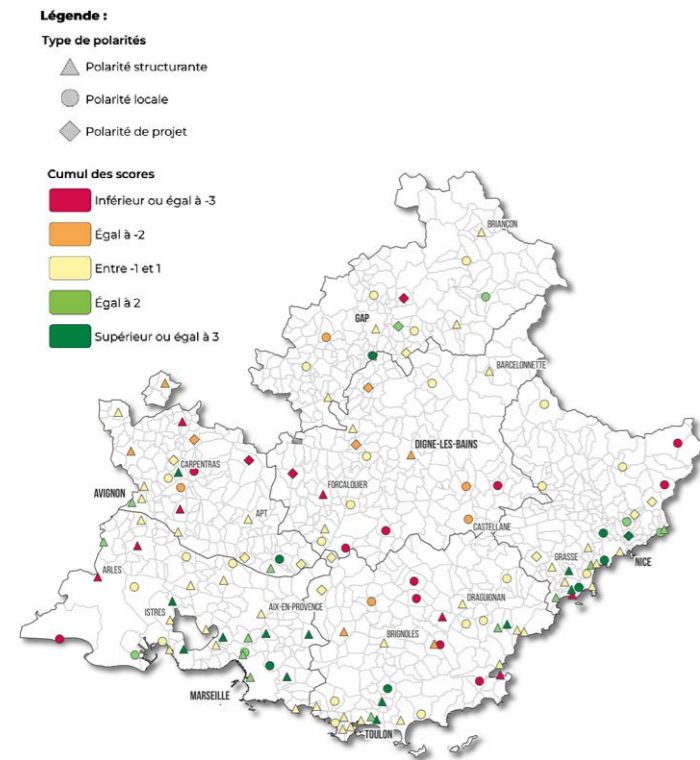 Légende :
Type de polarités
Polarité structurante
Polarité locale
Polarité de projet
Cumul des scores
Inférieur ou égal à -3
Égal à -2
Entre -1 et 1
Égal à 2
Supérieur ou égal à 3
BRIANÇON
GAP
BARCELONNETTE
DIGNE-LES-BAINS
CARPENTRAS
FORCALQUIER
AVIGNON
APT
CASTELLANE
GRASSE
NICE
ARLES
DRAGUIGNAN
ISTRES
AIX-EN-PROVENCE
BRIGNOLES
MARSEILLE
TOULON